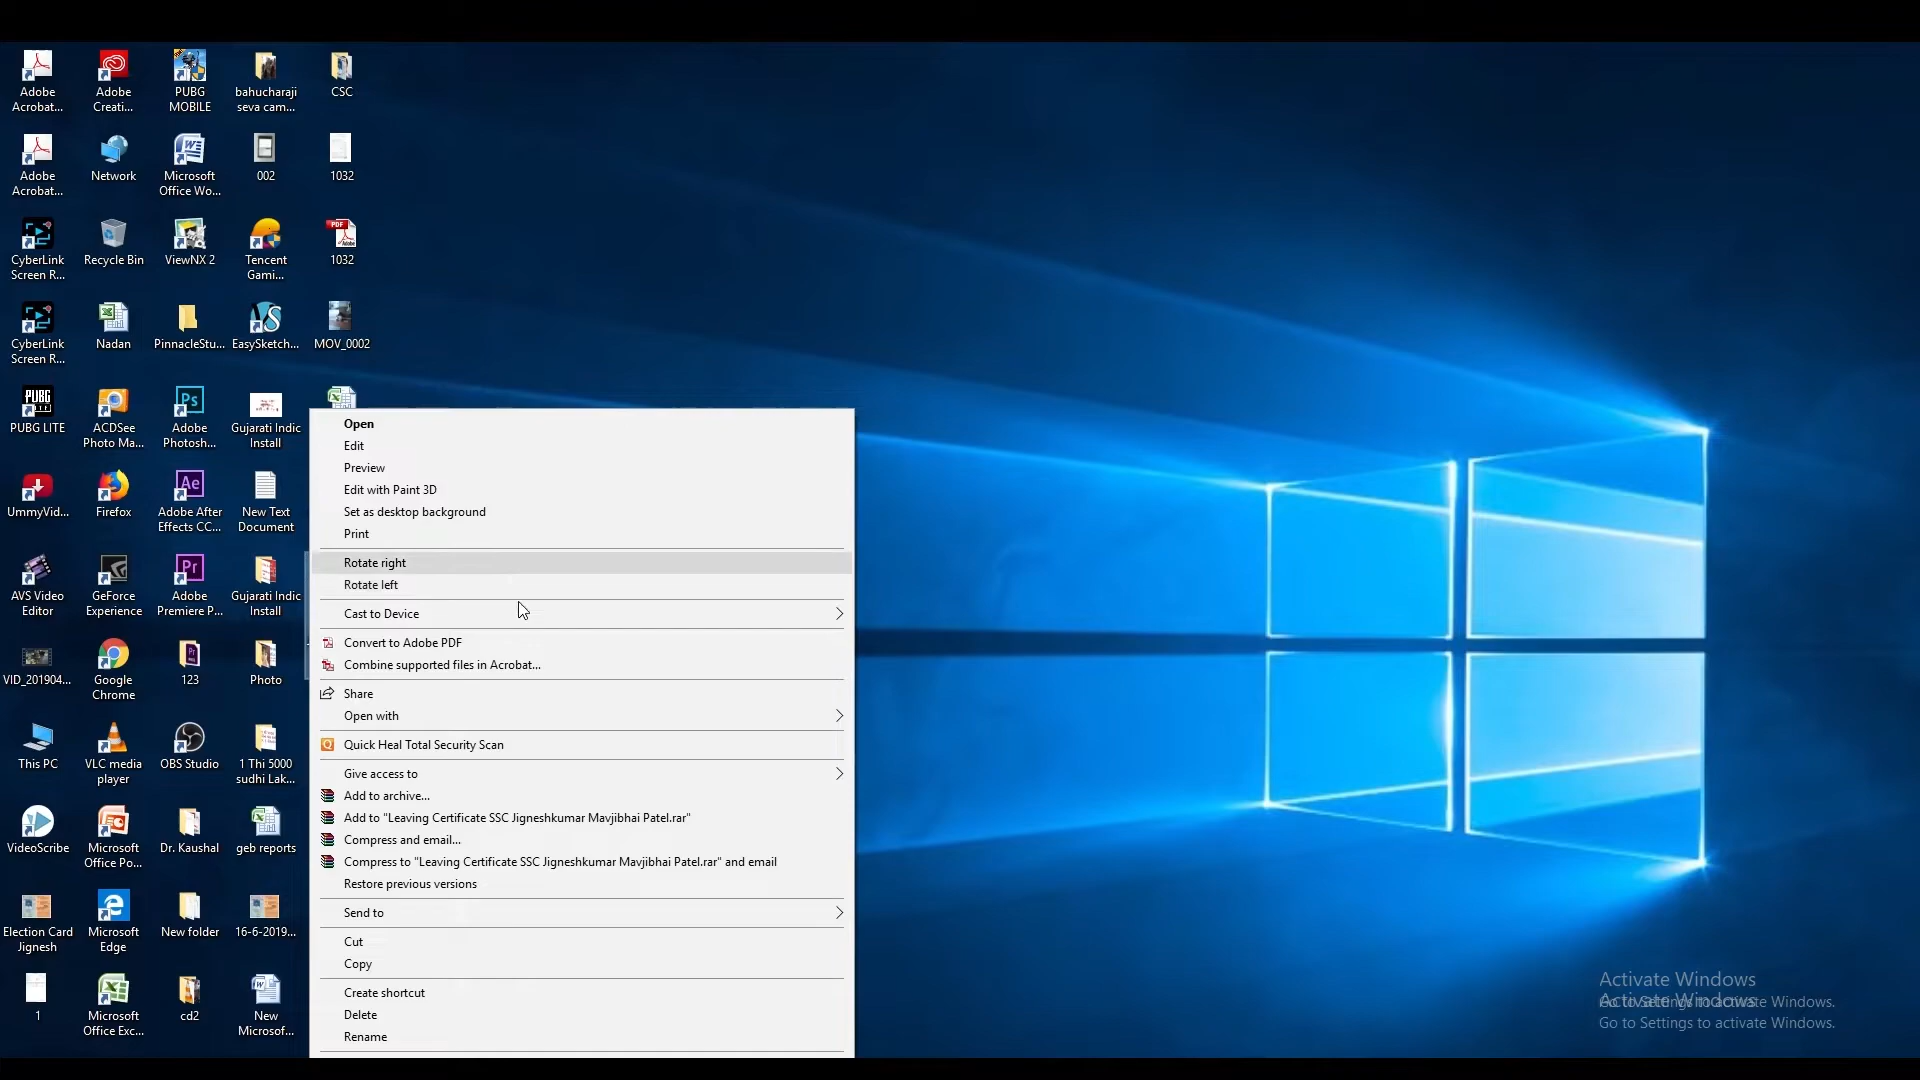 Adobe
Acrobat...
Adobe
Creati...
PUBG
MOBILE
bahucharaji
seva cam...
CSC
Adobe
Acrobat...
Network
Microsoft
Office Wo...
002
1032
CyberLink
Screen R...
Recycle Bin
ViewNX 2
Tencent
Gami...
1032
CyberLink
Screen R...
Nadan
PinnacleStu...
EasySketch...
MOV_0002
PUBG LITE
ACDSee
Photo Ma...
Adobe
Photosh...
Gujarati Indic
Install
UmmyVid...
Firefox
Adobe After
Effects CC...
New Text
Document
AVS Video
Editor
GeForce
Experience
Adobe
Premiere P...
Gujarati Indic
Install
VID_201904...
Google
Chrome
123
Photo
This PC
VLC media
player
OBS Studio
1 Thi 5000
sudhi Lak...
VideoScribe
Microsoft
Office Po...
Dr. Kaushal
geb reports
Election Card
Jignesh
Microsoft
Edge
New folder
16-6-2019...
1
Microsoft
Office Exc...
cd2
New
Microsof...
Open
Edit
Preview
Edit with Paint 3D
Set as desktop background
Print
Rotate right
Rotate left
Cast to Device
Convert to Adobe PDF
Combine supported files in Acrobat...
Share
Open with
Quick Heal Total Security Scan
Give access to
Add to archive...
Add to "Leaving Certificate SSC Jigneshkumar Mavjibhai Patel.rar"
Compress and email...
Compress to "Leaving Certificate SSC Jigneshkumar Mavjibhai Patel.rar" and email
Restore previous versions
Send to
Cut
Copy
Create shortcut
Delete
Rename
Activate Windows
Activate Windows
Go to Settings to activate Windows.
Go to Settings to activate Windows.